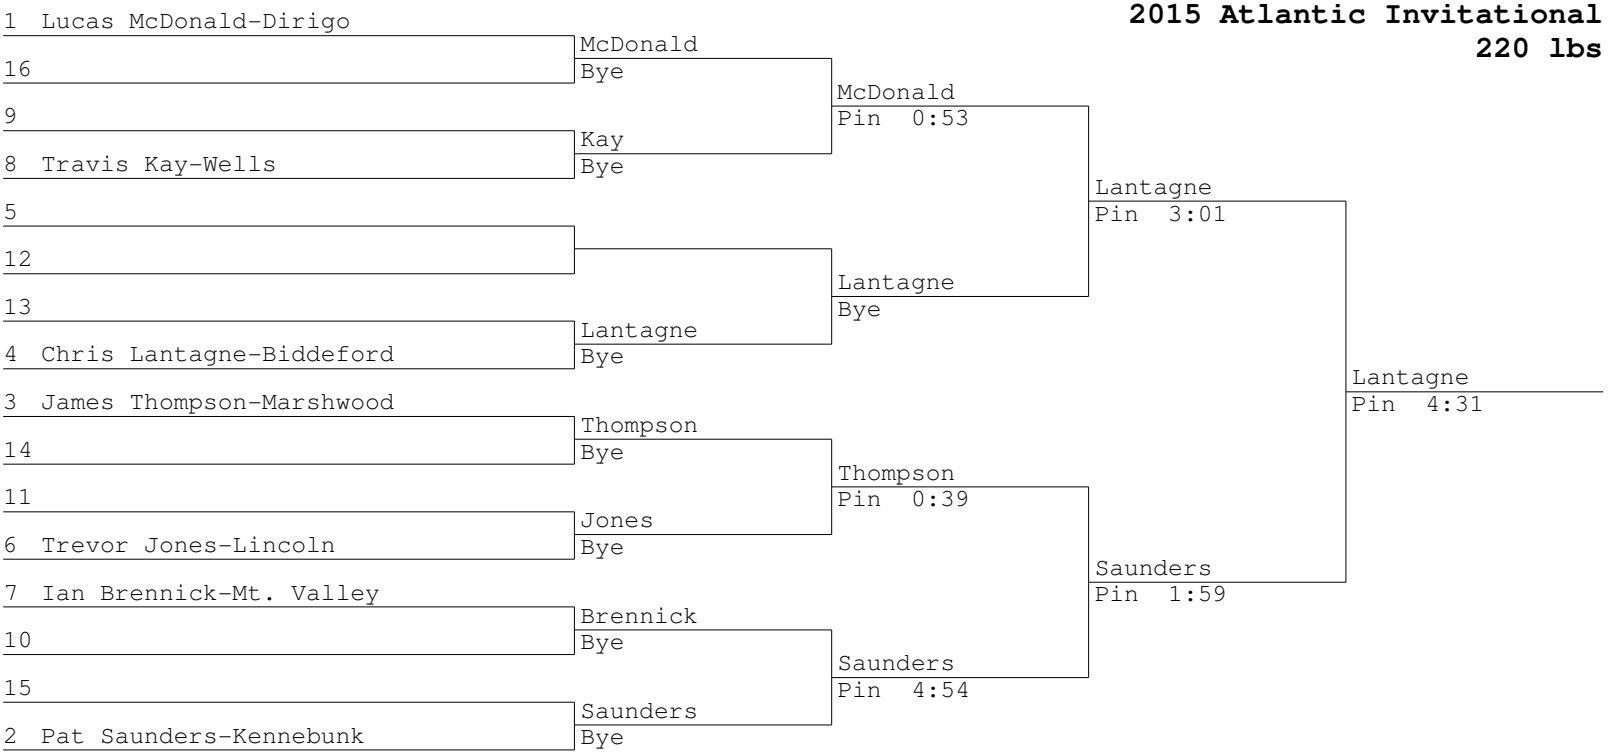 2015 Atlantic Invitational
220 lbs
1 Lucas McDonald-Dirigo
16
9
8 Travis Kay-Wells
5
12
13
4 Chris Lantagne-Biddeford
3 James Thompson-Marshwood
14
11
6 Trevor Jones-Lincoln
7 Ian Brennick-Mt. Valley
10
15
2 Pat Saunders-Kennebunk
McDonald
Bye
Kay
Bye
Lantagne
Bye
Thompson
Bye
Jones
Bye
Brennick
Bye
Saunders
Bye
McDonald
Pin 0:53
Lantagne
Bye
Thompson
Pin 0:39
Saunders
Pin 4:54
Lantagne
Pin 3:01
Saunders
Pin 1:59
Lantagne
Pin 4:31